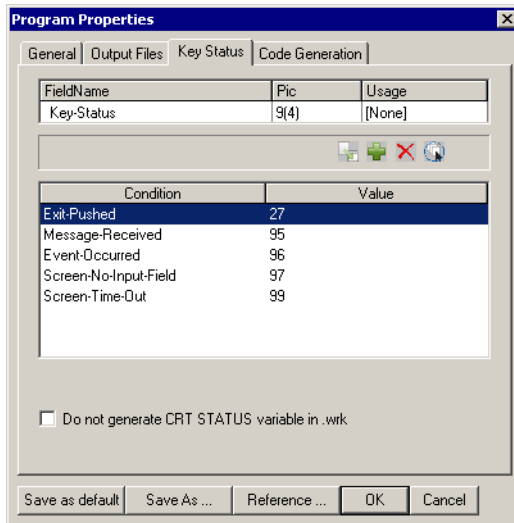 Program Properties
General Output Files Key Status Code Generation
FieldName Pic Usage
Key-Status 9(4) [None]
Condition Value
Exit-Pushed 27
Message-Received 95
Event-Occurred 96
Screen-No-Input-Field 97
Screen-Time-Out 99
Do not generate CRT STATUS variable in .wrk
Save as default Save As ... Reference ... OK Cancel